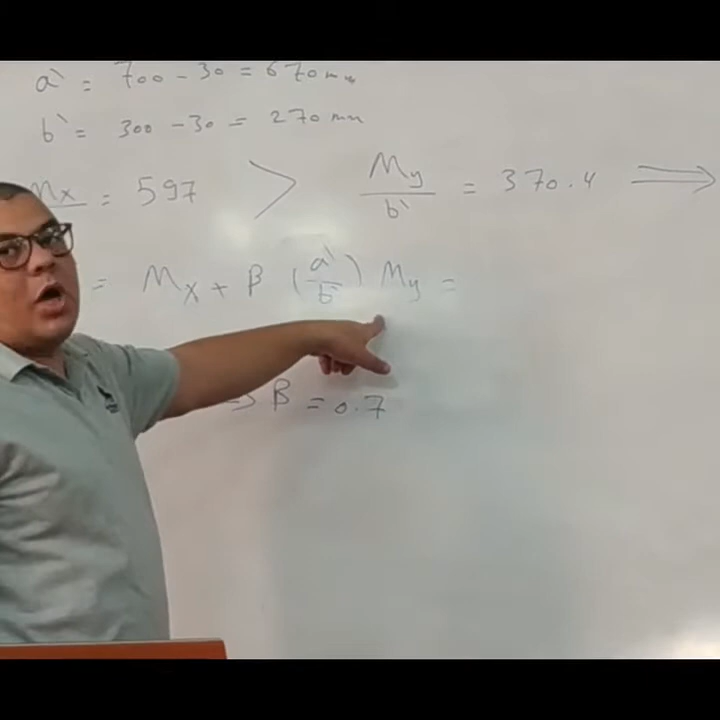 a' = 700 - 30 = 670 mm
b' = 300 - 30 = 270 mm
Mx = 597 > My / b' = 370.4 ⟹
= Mx + β (a'/b') My =
⟹ β = 0.7